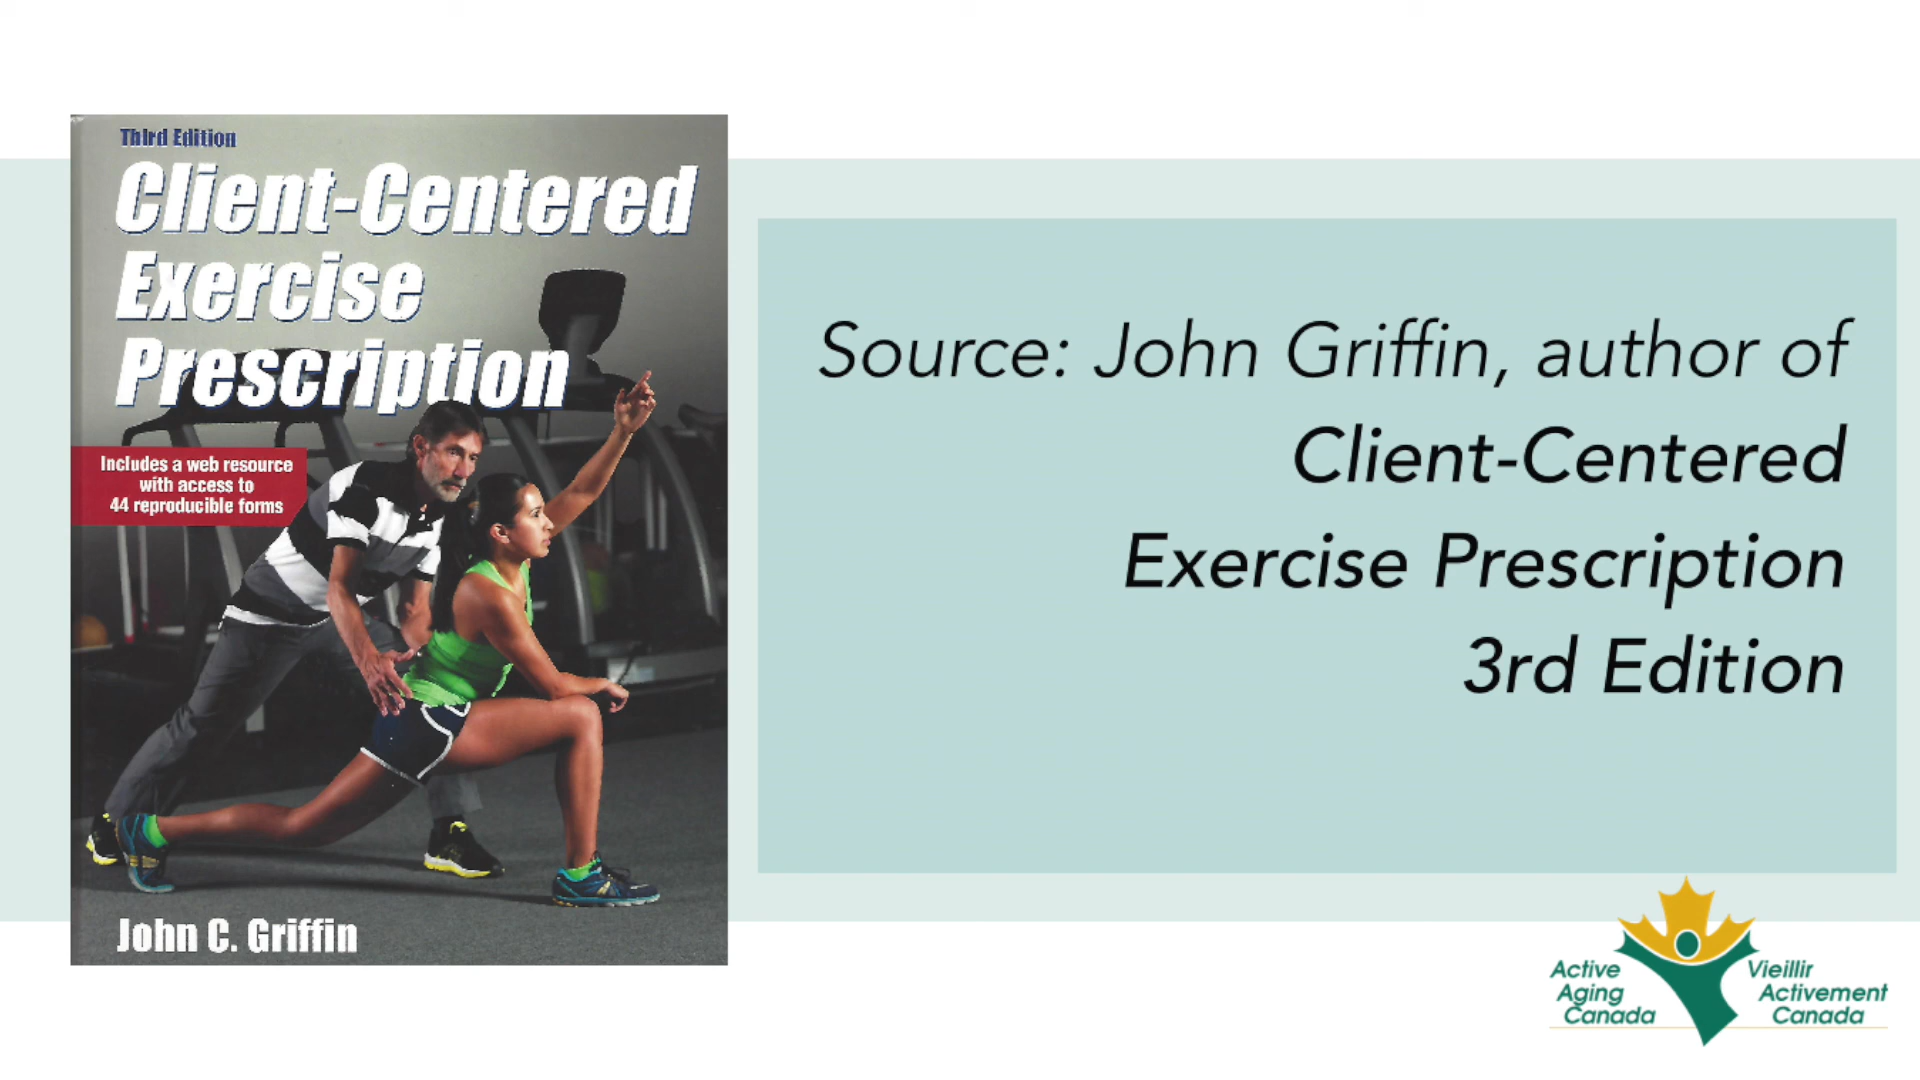 Third Edition
Client-Centered
Exercise
Prescription
Includes a web resource
with access to
44 reproducible forms
John C. Griffin
Source: John Griffin, author of
Client-Centered
Exercise Prescription
3rd Edition
Active
Aging
Canada
Vieillir
Activement
Canada